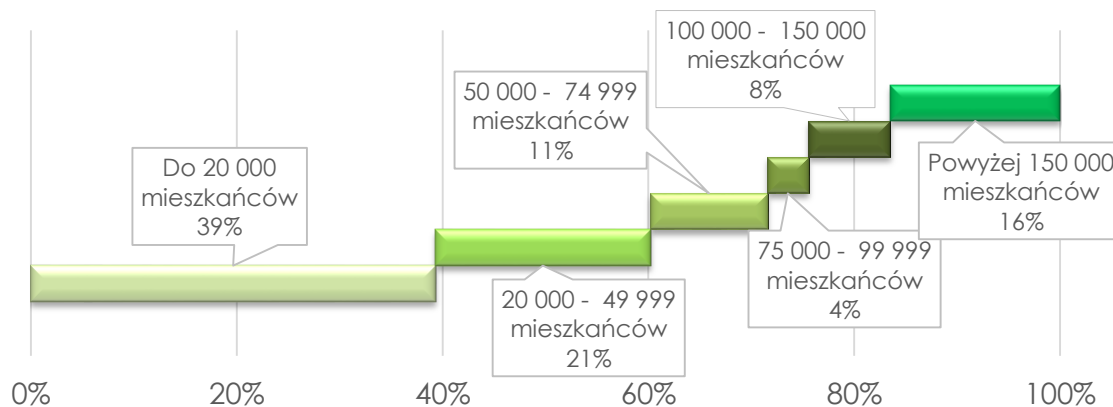 100 000 - 150 000
mieszkańców
8%
50 000 - 74 999
mieszkańców
11%
Do 20 000
mieszkańców
39%
Powyżej 150 000
mieszkańców
16%
75 000 - 99 999
mieszkańców
4%
20 000 - 49 999
mieszkańców
21%
0% 20% 40% 60% 80% 100%